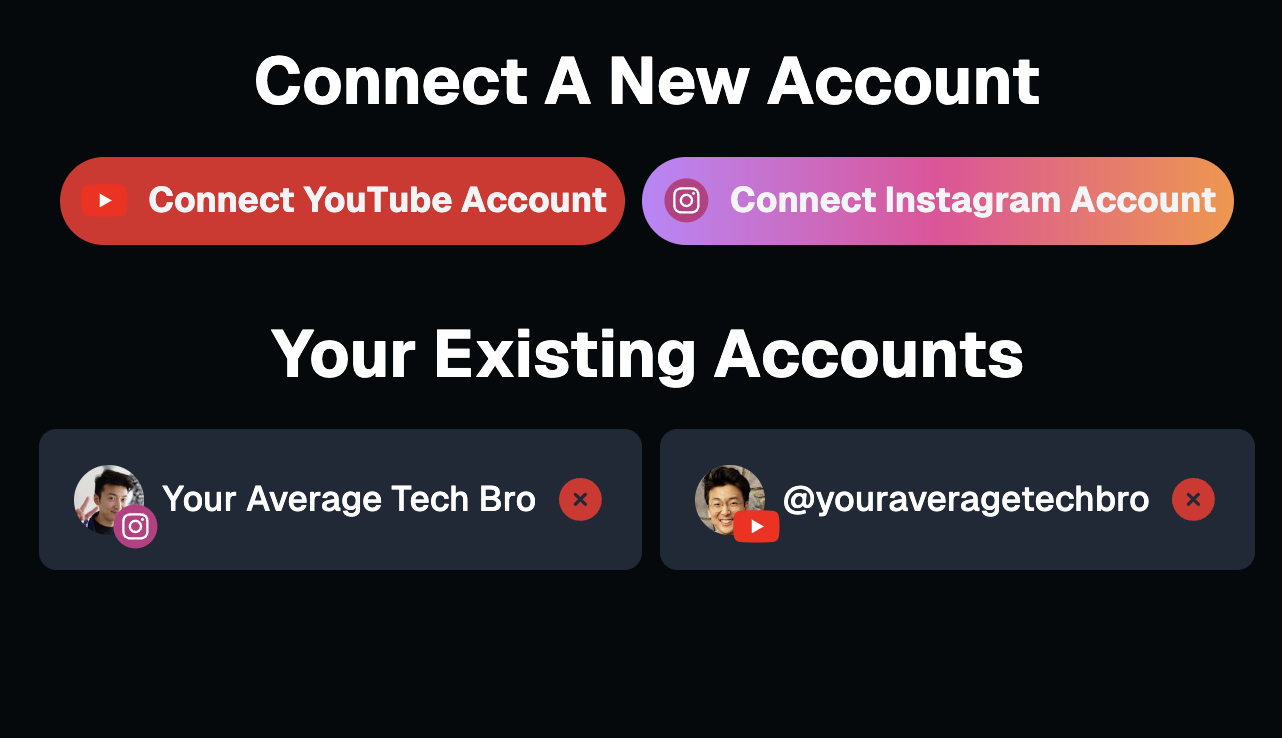 Connect A New Account
Connect YouTube Account
Connect Instagram Account
Your Existing Accounts
Your Average Tech Bro
@youraveragetechbro